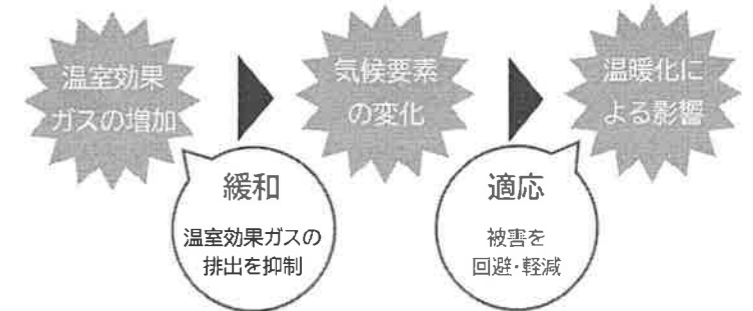 温室効果
ガスの増加
気候要素
の変化
温暖化に
よる影響
緩和
温室効果ガスの
排出を抑制
適応
被害を
回避・軽減